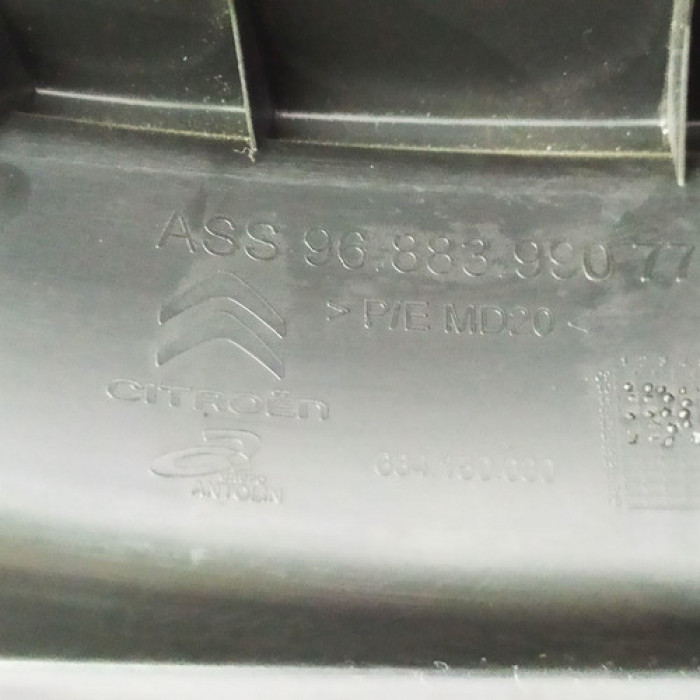 ASS 96.883.990 77
> P/E MD20 <
CITROËN
ANTOLIN